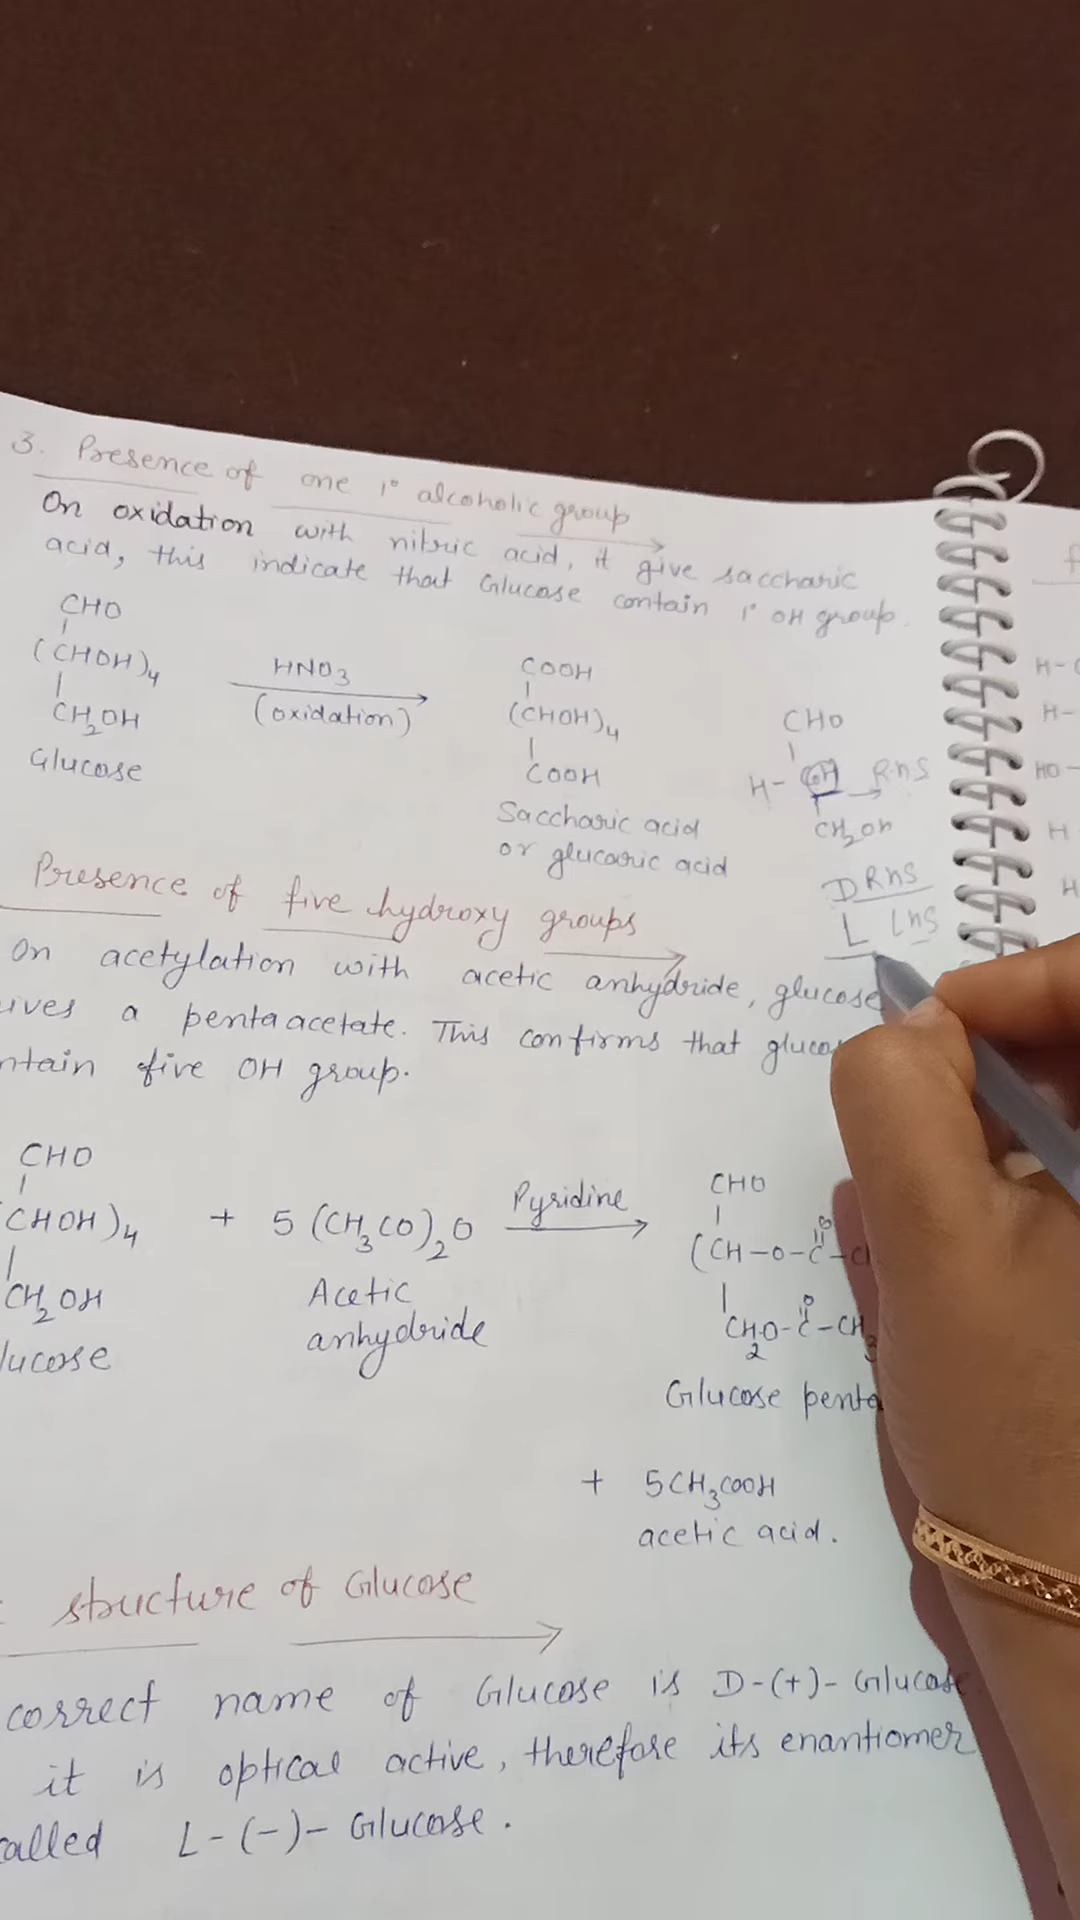 3. Presence of one 1° alcoholic group
On oxidation with nitric acid, it give saccharic
acid, this indicate that Glucose contain 1° OH group.
CHO
(CHOH)4
CH2OH
Glucose
HNO3
(oxidation)
COOH
(CHOH)4
COOH
Saccharic acid
or glucaric acid
CHO
H- OH → RhS
CH2OH
D RhS
L LhS
Presence of five hydroxy groups
On acetylation with acetic anhydride, glucose
ives a pentaacetate. This confirms that gluco
ntain five OH group.
CHO
CHOH)4
CH2OH
lucose
+ 5 (CH3CO)2O
Acetic
anhydride
Pyridine
CHO
(CH-O-C-C
O
CH2O-C-CH3
O
Glucose penta
+ 5CH3COOH
acetic acid.
structure of Glucose
correct name of Glucose is D-(+)- Glucose.
it is optical active, therefore its enantiomer
called L-(-)- Glucose.
f
H-C
H-
HO-
H
H